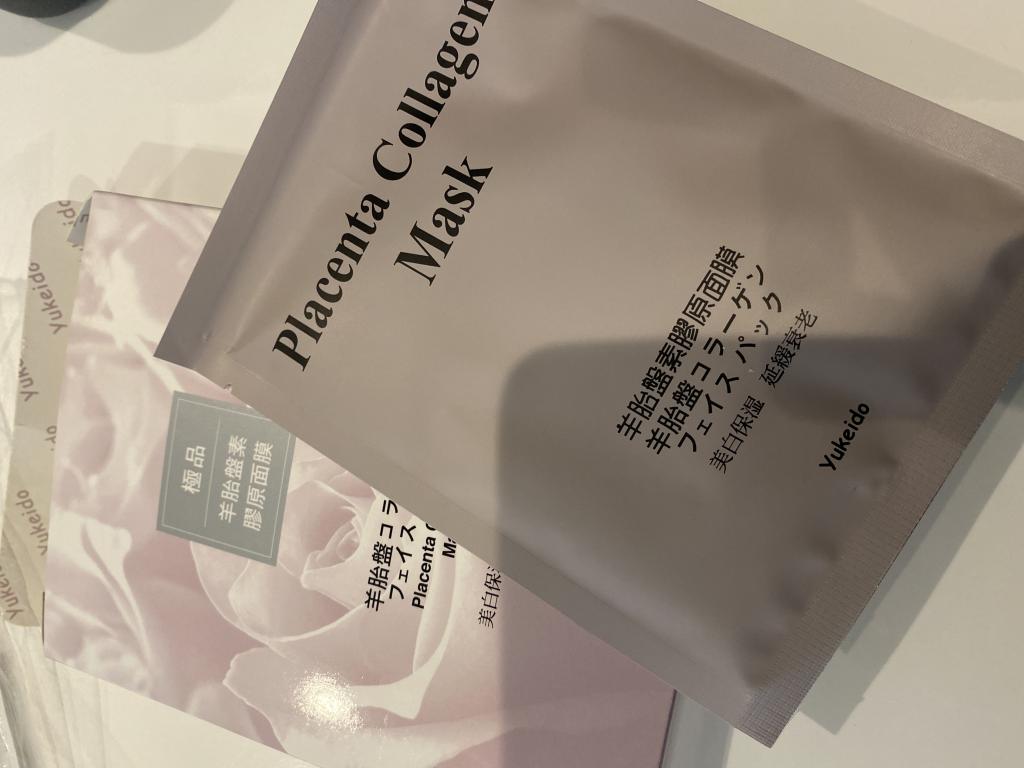 Placenta Collagen
Mask
羊胎盤素膠原面膜
羊胎盤コラーゲン
フェイスパック
美白保湿 延緩衰老
Yukeido
極品
羊胎盤素
膠原面膜
羊胎盤コラ
フェイス
Placenta
美白保
Yukeido
Yukeido
Yukeido